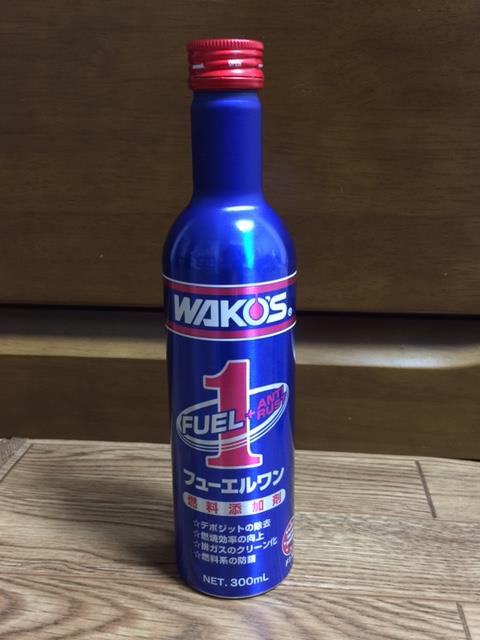 OPEN
WAKO'S®
1
FUEL+ANTI
RUST
フューエルワン
燃料添加剤
☆デポジットの除去
☆燃焼効率の向上
☆排ガスのクリーン化
☆燃料系の防錆
NET. 300mL